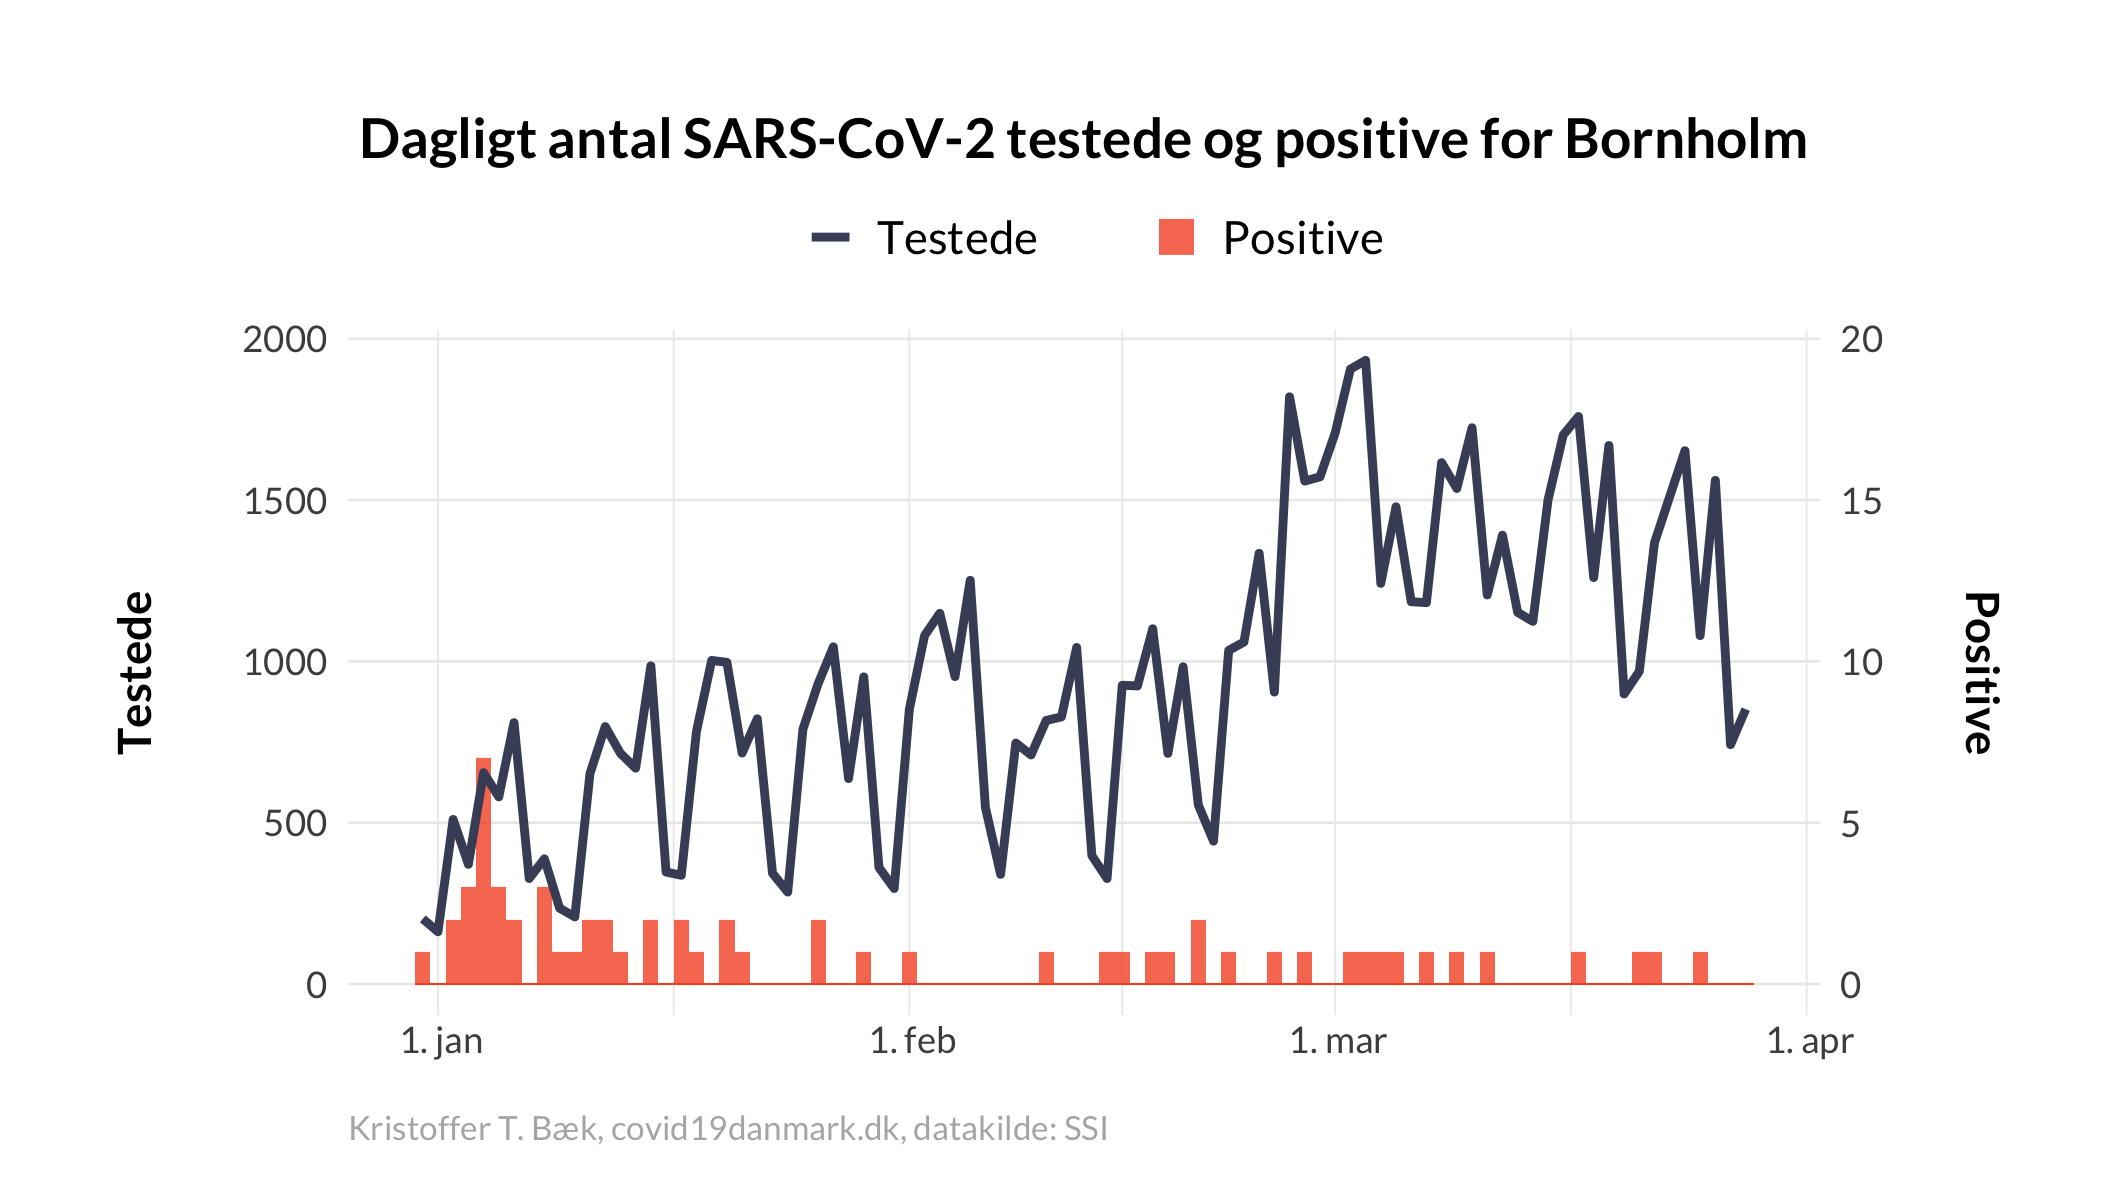 Dagligt antal SARS-CoV-2 testede og positive for Bornholm
Testede
Positive
2000
1500
1000
500
0
20
15
10
5
0
Testede
Positive
1. jan
1. feb
1. mar
1. apr
Kristoffer T. Bæk, covid19danmark.dk, datakilde: SSI